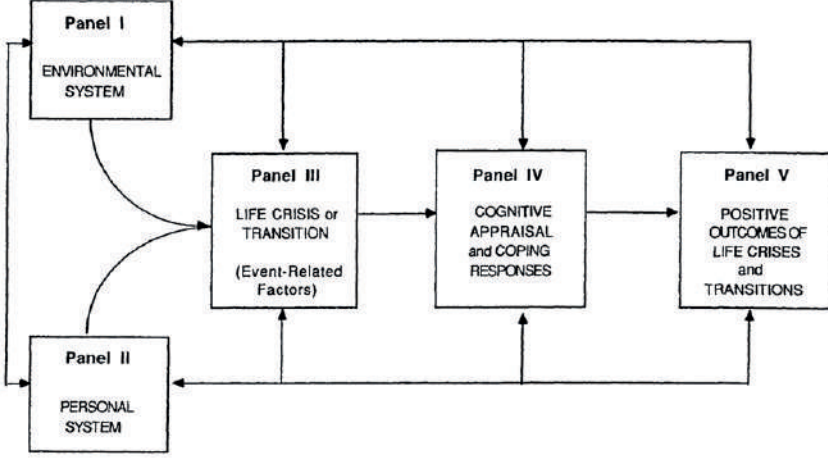 Panel I
ENVIRONMENTAL
SYSTEM
Panel III
LIFE CRISIS or
TRANSITION
(Event-Related
Factors)
Panel IV
COGNITIVE
APPRAISAL
and COPING
RESPONSES
Panel V
POSITIVE
OUTCOMES OF
LIFE CRISES
and
TRANSITIONS
Panel II
PERSONAL
SYSTEM